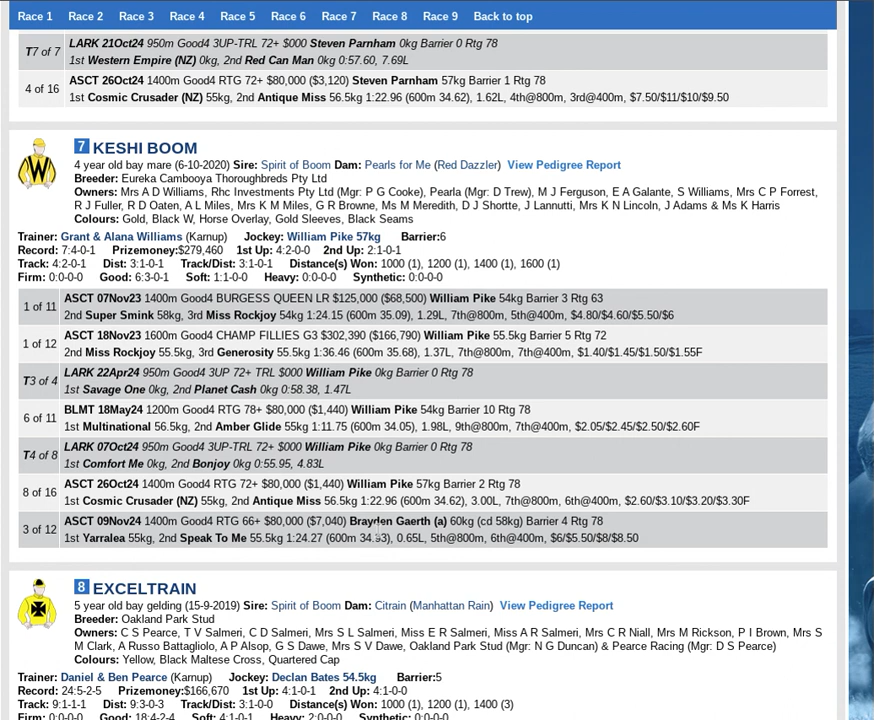 Race 1 Race 2 Race 3 Race 4 Race 5 Race 6 Race 7 Race 8 Race 9 Back to top
T7 of 7 LARK 21Oct24 950m Good4 3UP-TRL 72+ $000 Steven Parnham 0kg Barrier 0 Rtg 78
1st Western Empire (NZ) 0kg, 2nd Red Can Man 0kg 0:57.60, 7.69L
4 of 16 ASCT 26Oct24 1400m Good4 RTG 72+ $80,000 ($3,120) Steven Parnham 57kg Barrier 1 Rtg 78
1st Cosmic Crusader (NZ) 55kg, 2nd Antique Miss 56.5kg 1:22.96 (600m 34.62), 1.62L, 4th@800m, 3rd@400m, $7.50/$11/$10/$9.50
7 KESHI BOOM
4 year old bay mare (6-10-2020) Sire: Spirit of Boom Dam: Pearls for Me (Red Dazzler) View Pedigree Report
Breeder: Eureka Cambooya Thoroughbreds Pty Ltd
Owners: Mrs A D Williams, Rhc Investments Pty Ltd (Mgr: P G Cooke), Pearla (Mgr: D Trew), M J Ferguson, E A Galante, S Williams, Mrs C P Forrest,
R J Fuller, R D Oaten, A L Miles, Mrs K M Miles, G R Browne, Ms M Meredith, D J Shortte, J Lannutti, Mrs K N Lincoln, J Adams & Ms K Harris
Colours: Gold, Black W, Horse Overlay, Gold Sleeves, Black Seams
Trainer: Grant & Alana Williams (Karnup) Jockey: William Pike 57kg Barrier:6
Record: 7:4-0-1 Prizemoney:$279,460 1st Up: 4:2-0-0 2nd Up: 2:1-0-1
Track: 4:2-0-1 Dist: 3:1-0-1 Track/Dist: 3:1-0-1 Distance(s) Won: 1000 (1), 1200 (1), 1400 (1), 1600 (1)
Firm: 0:0-0-0 Good: 6:3-0-1 Soft: 1:1-0-0 Heavy: 0:0-0-0 Synthetic: 0:0-0-0
1 of 11 ASCT 07Nov23 1400m Good4 BURGESS QUEEN LR $125,000 ($68,500) William Pike 54kg Barrier 3 Rtg 63
2nd Super Smink 58kg, 3rd Miss Rockjoy 54kg 1:24.15 (600m 35.09), 1.29L, 7th@800m, 5th@400m, $4.80/$4.60/$5.50/$6
1 of 12 ASCT 18Nov23 1600m Good4 CHAMP FILLIES G3 $302,390 ($166,790) William Pike 55.5kg Barrier 5 Rtg 72
2nd Miss Rockjoy 55.5kg, 3rd Generosity 55.5kg 1:36.46 (600m 35.68), 1.37L, 7th@800m, 7th@400m, $1.40/$1.45/$1.50/$1.55F
T3 of 4 LARK 22Apr24 950m Good4 3UP 72+ TRL $000 William Pike 0kg Barrier 0 Rtg 78
1st Savage One 0kg, 2nd Planet Cash 0kg 0:58.38, 1.47L
6 of 11 BLMT 18May24 1200m Good4 RTG 78+ $80,000 ($1,440) William Pike 54kg Barrier 10 Rtg 78
1st Multinational 56.5kg, 2nd Amber Glide 55kg 1:11.75 (600m 34.05), 1.98L, 9th@800m, 7th@400m, $2.05/$2.45/$2.50/$2.60F
T4 of 8 LARK 07Oct24 950m Good4 3UP-TRL 72+ $000 William Pike 0kg Barrier 0 Rtg 78
1st Comfort Me 0kg, 2nd Bonjoy 0kg 0:55.95, 4.83L
8 of 16 ASCT 26Oct24 1400m Good4 RTG 72+ $80,000 ($1,440) William Pike 57kg Barrier 2 Rtg 78
1st Cosmic Crusader (NZ) 55kg, 2nd Antique Miss 56.5kg 1:22.96 (600m 34.62), 3.00L, 7th@800m, 6th@400m, $2.60/$3.10/$3.20/$3.30F
3 of 12 ASCT 09Nov24 1400m Good4 RTG 66+ $80,000 ($7,040) Brayden Gaerth (a) 60kg (cd 58kg) Barrier 4 Rtg 78
1st Yarralea 55kg, 2nd Speak To Me 55.5kg 1:24.27 (600m 0.65L, 5th@800m, 6th@400m, $6/$5.50/$8/$8.50
8 EXCELTRAIN
5 year old bay gelding (15-9-2019) Sire: Spirit of Boom Dam: Citrain (Manhattan Rain) View Pedigree Report
Breeder: Oakland Park Stud
Owners: C S Pearce, T V Salmeri, C D Salmeri, Mrs S L Salmeri, Miss E R Salmeri, Miss A R Salmeri, Mrs C R Niall, Mrs M Rickson, P I Brown, Mrs S
M Clark, A Russo Battagliolo, A P Alsop, G S Dawe, Mrs S V Dawe, Oakland Park Stud (Mgr: N G Duncan) & Pearce Racing (Mgr: D S Pearce)
Colours: Yellow, Black Maltese Cross, Quartered Cap
Trainer: Daniel & Ben Pearce (Karnup) Jockey: Declan Bates 54.5kg Barrier:5
Record: 24:5-2-5 Prizemoney:$166,670 1st Up: 4:1-0-1 2nd Up: 4:1-0-0
Track: 9:1-1-1 Dist: 9:3-0-3 Track/Dist: 3:1-0-0 Distance(s) Won: 1000 (1), 1200 (1), 1400 (3)
Firm: 0:0-0-0 Good: 18:4-2-4 Soft: 4:1-0-1 Heavy: 2:0-0-0 Synthetic: 0:0-0-0